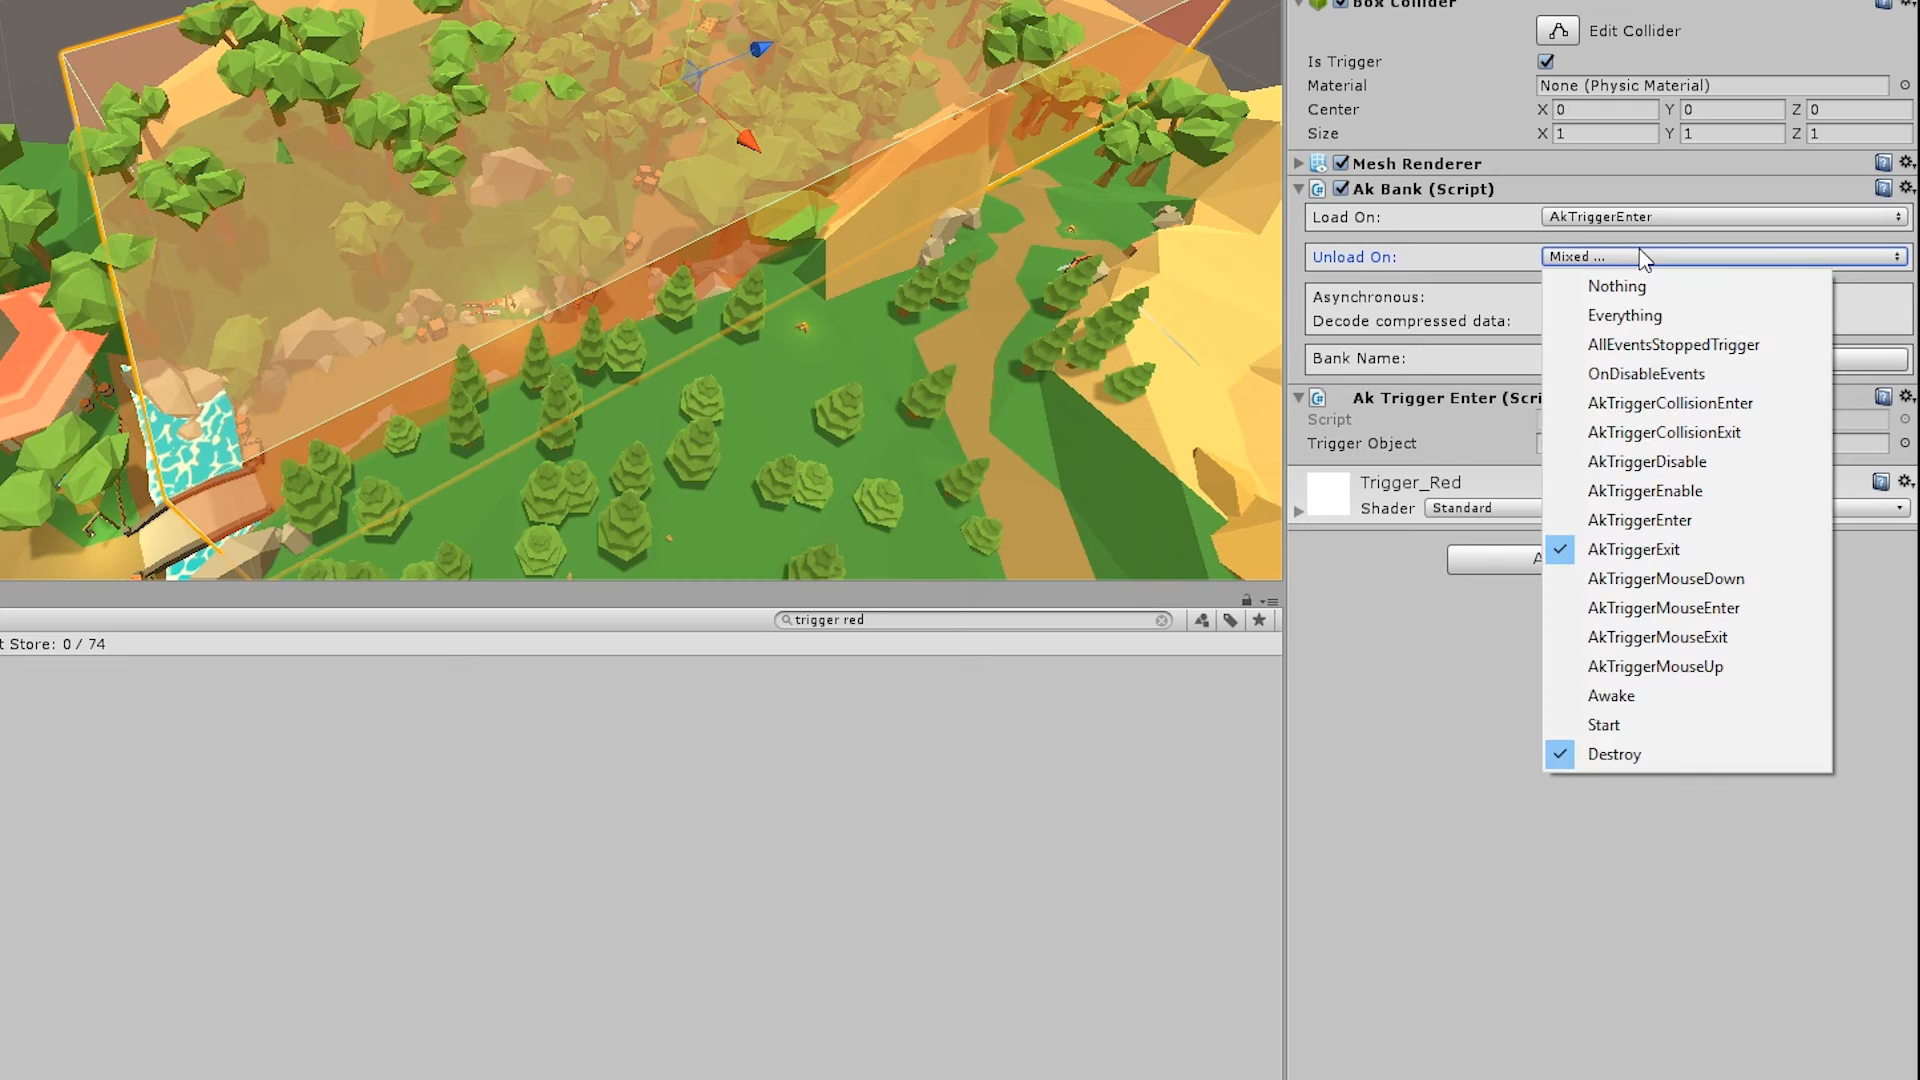 Box Collider
Edit Collider
Is Trigger
Material None (Physic Material)
Center X 0 Y 0 Z 0
Size X 1 Y 1 Z 1
Mesh Renderer
Ak Bank (Script)
Load On: AkTriggerEnter
Unload On: Mixed ...
Nothing
Everything
AllEventsStoppedTrigger
OnDisableEvents
AkTriggerCollisionEnter
AkTriggerCollisionExit
AkTriggerDisable
AkTriggerEnable
AkTriggerEnter
AkTriggerExit
AkTriggerMouseDown
AkTriggerMouseEnter
AkTriggerMouseExit
AkTriggerMouseUp
Awake
Start
Destroy
Asynchronous:
Decode compressed data:
Bank Name:
Ak Trigger Enter (Scri
Script
Trigger Object
Trigger_Red
Shader Standard
A
trigger red
t Store: 0 / 74